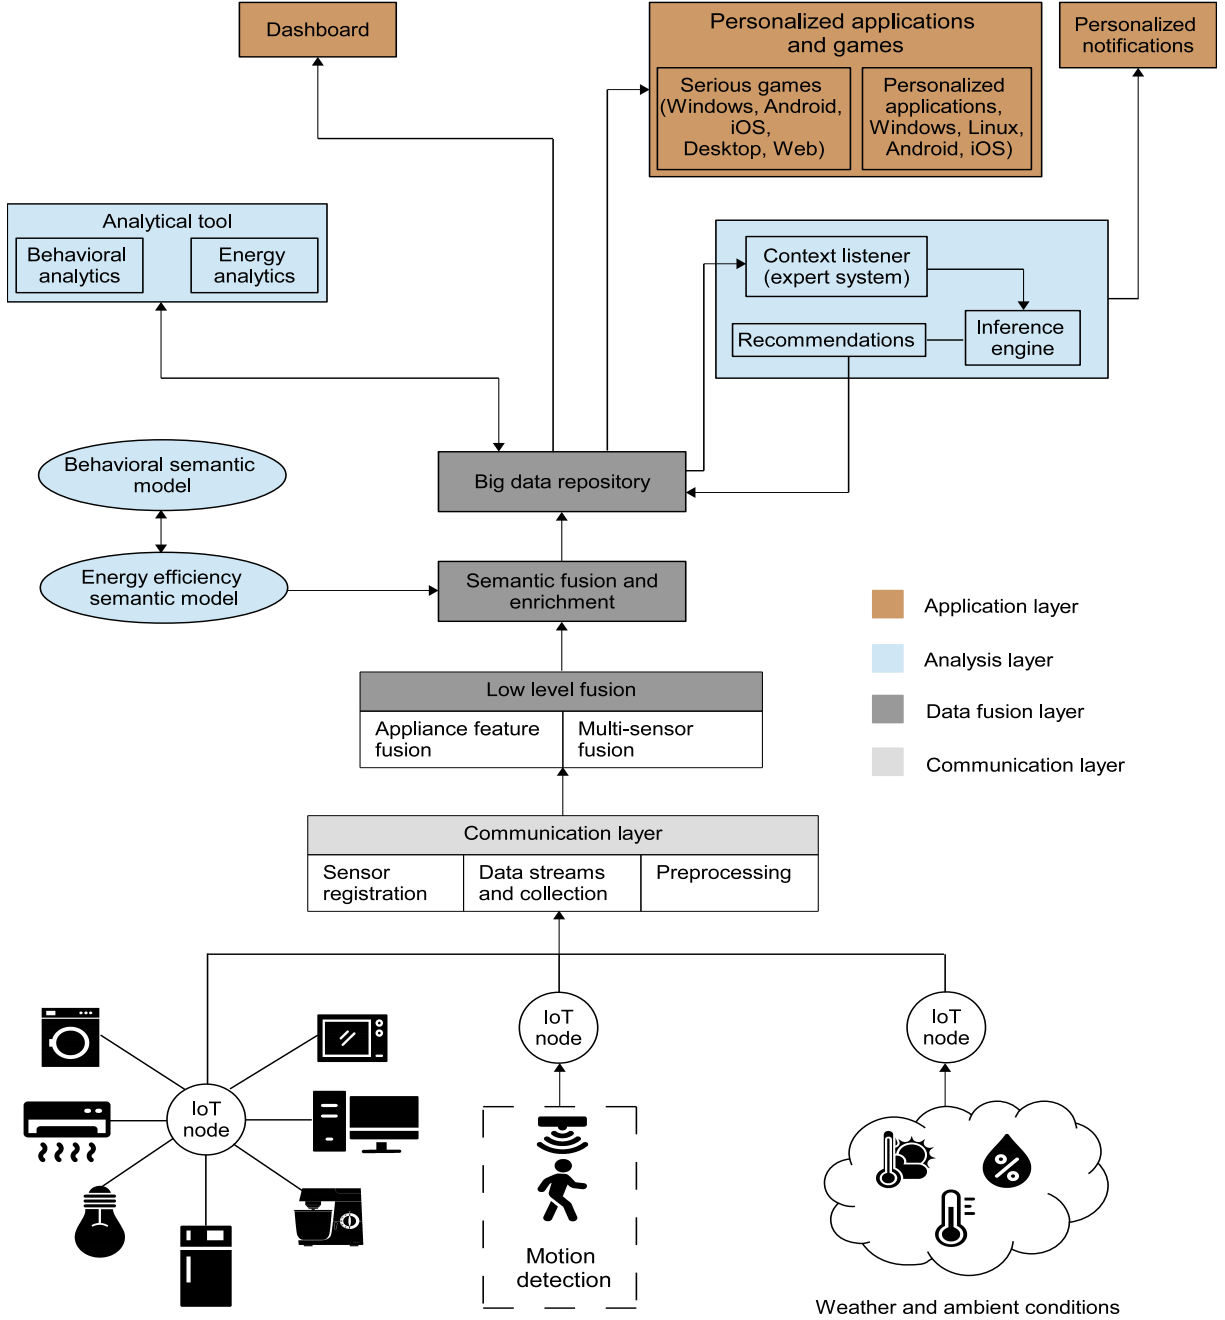 Dashboard
Personalized applications
and games
Serious games
(Windows, Android,
iOS,
Desktop, Web)
Personalized
applications,
Windows, Linux,
Android, iOS)
Personalized
notifications
Analytical tool
Behavioral
analytics
Energy
analytics
Context listener
(expert system)
Recommendations
Inference
engine
Behavioral semantic
model
Big data repository
Energy efficiency
semantic model
Semantic fusion and
enrichment
Application layer
Analysis layer
Data fusion layer
Communication layer
Low level fusion
Appliance feature
fusion
Multi-sensor
fusion
Communication layer
Sensor
registration
Data streams
and collection
Preprocessing
IoT
node
IoT
node
IoT
node
%
Motion
detection
Weather and ambient conditions